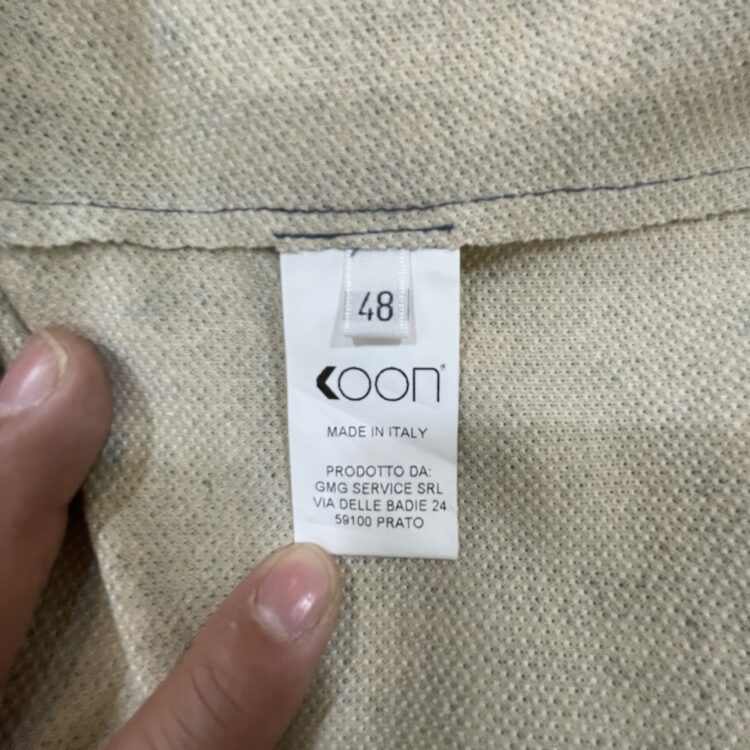 48
KOON®
MADE IN ITALY
PRODOTTO DA:
GMG SERVICE SRL
VIA DELLE BADIE 24
59100 PRATO